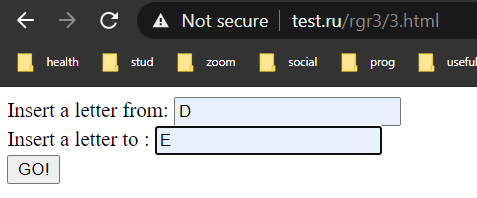 Not secure test.ru/rgr3/3.html
health stud zoom social prog useful
Insert a letter from: D
Insert a letter to : E
GO!